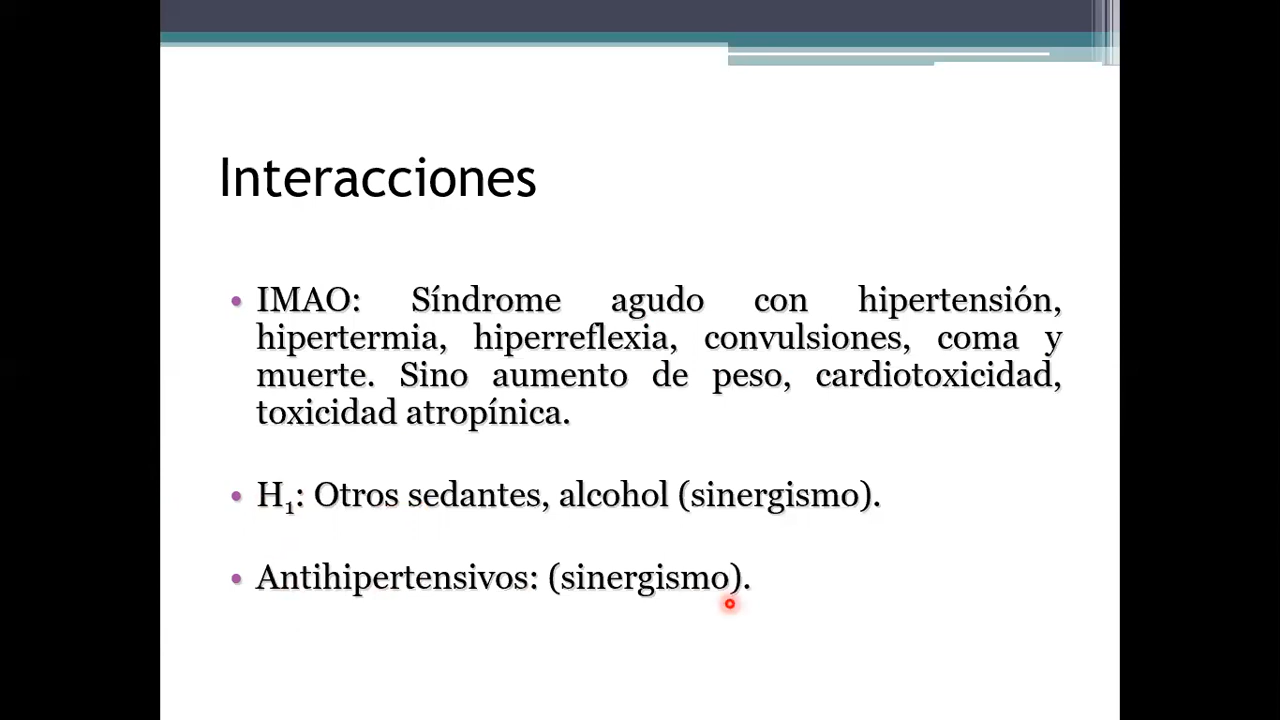 Interacciones
• IMAO: Síndrome agudo con hipertensión,
hipertermia, hiperreflexia, convulsiones, coma y
muerte. Sino aumento de peso, cardiotoxicidad,
toxicidad atropínica.
• H₁: Otros sedantes, alcohol (sinergismo).
• Antihipertensivos: (sinergismo).